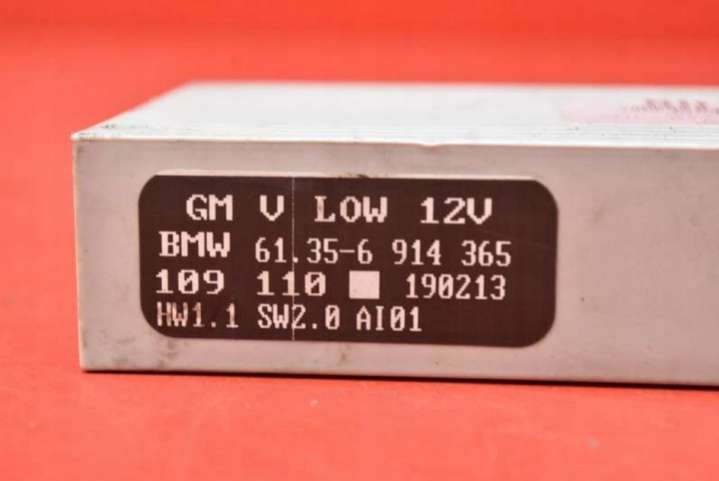 GM V LOW 12V
BMW 61.35-6 914 365
109 110 190213
HW1.1 SW2.0 AI01